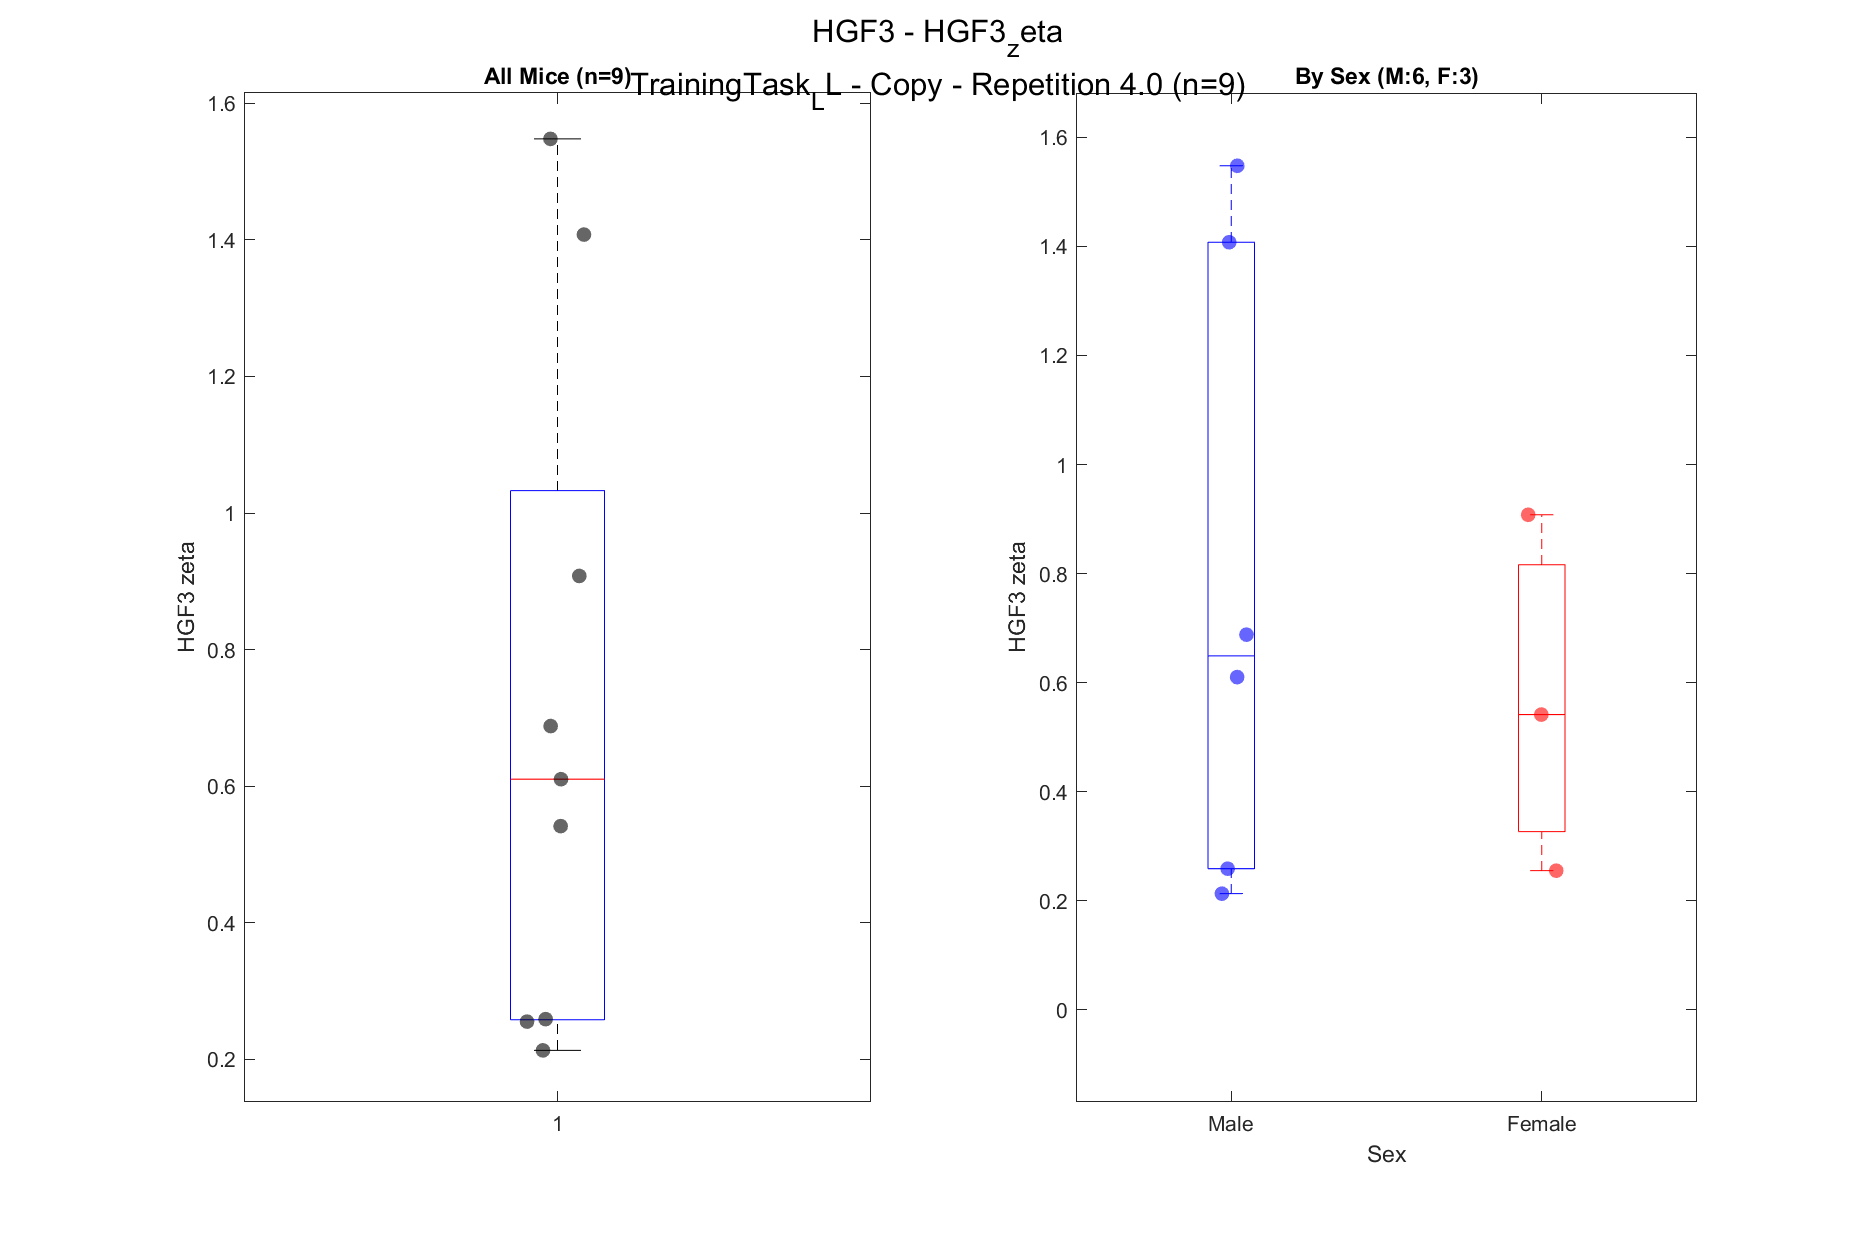 HGF3 - HGF3_zeta
TrainingTask_LL - Copy - Repetition 4.0 (n=9)
All Mice (n=9)
HGF3 zeta
1.6
1.4
1.2
1
0.8
0.6
0.4
0.2
1
By Sex (M:6, F:3)
HGF3 zeta
1.6
1.4
1.2
1
0.8
0.6
0.4
0.2
0
Male Female
Sex